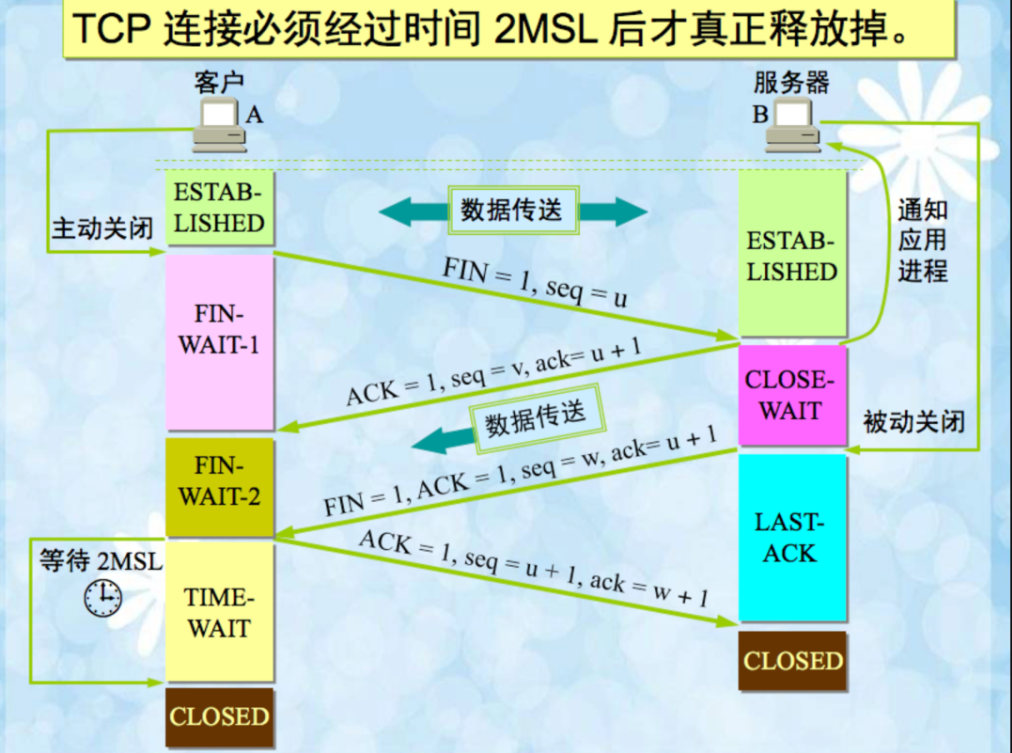 TCP 连接必须经过时间 2MSL 后才真正释放掉。
客户
A
服务器
B
ESTAB-
LISHED
主动关闭
数据传送
ESTAB-
LISHED
通知
应用
进程
FIN = 1, seq = u
FIN-
WAIT-1
ACK = 1, seq = v, ack= u + 1
CLOSE-
WAIT
数据传送
被动关闭
FIN-
WAIT-2
FIN = 1, ACK = 1, seq = w, ack= u + 1
LAST-
ACK
ACK = 1, seq = u + 1, ack = w + 1
等待 2MSL
TIME-
WAIT
CLOSED
CLOSED